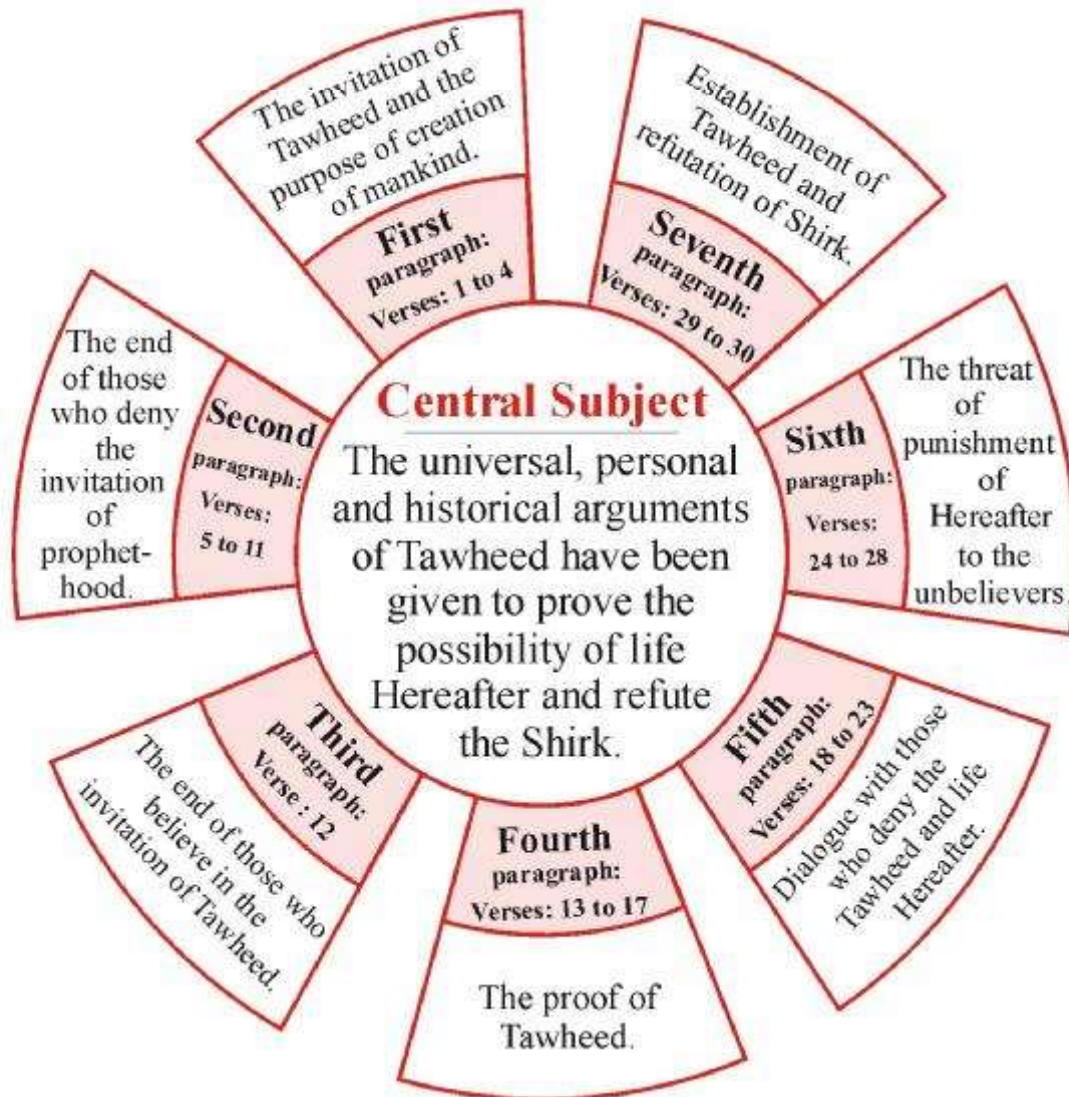 Central Subject
The universal, personal
and historical arguments
of Tawheed have been
given to prove the
possibility of life
Hereafter and refute
the Shirk.
First
paragraph:
Verses: 1 to 4
The invitation of
Tawheed and the
purpose of creation
of mankind.
Second
paragraph:
Verses:
5 to 11
The end
of those
who deny
the
invitation
of
prophet-
hood.
Third
paragraph:
Verse : 12
The end of those who
believe in the
invitation of Tawheed.
Fourth
paragraph:
Verses: 13 to 17
The proof of
Tawheed.
Fifth
paragraph:
Verses: 18 to 23
Dialogue with those
who deny the
Tawheed and life
Hereafter.
Sixth
paragraph:
Verses:
24 to 28
The threat
of
punishment
of
Hereafter
to the
unbelievers.
Seventh
paragraph:
Verses: 29 to 30
Establishment of
Tawheed and
refutation of Shirk.